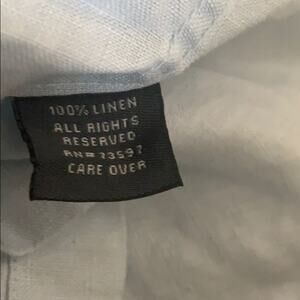 100% LINEN
ALL RIGHTS
RESERVED
RN# 73597
CARE OVER